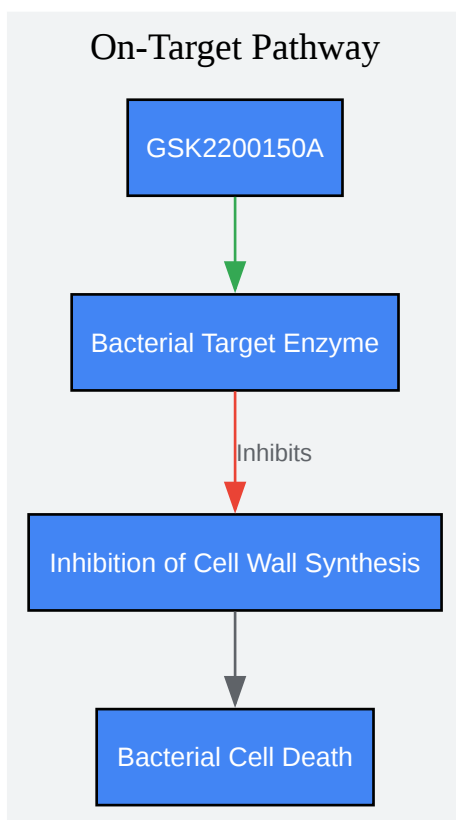 On-Target Pathway
GSK2200150A
Bacterial Target Enzyme
Inhibits
Inhibition of Cell Wall Synthesis
Bacterial Cell Death